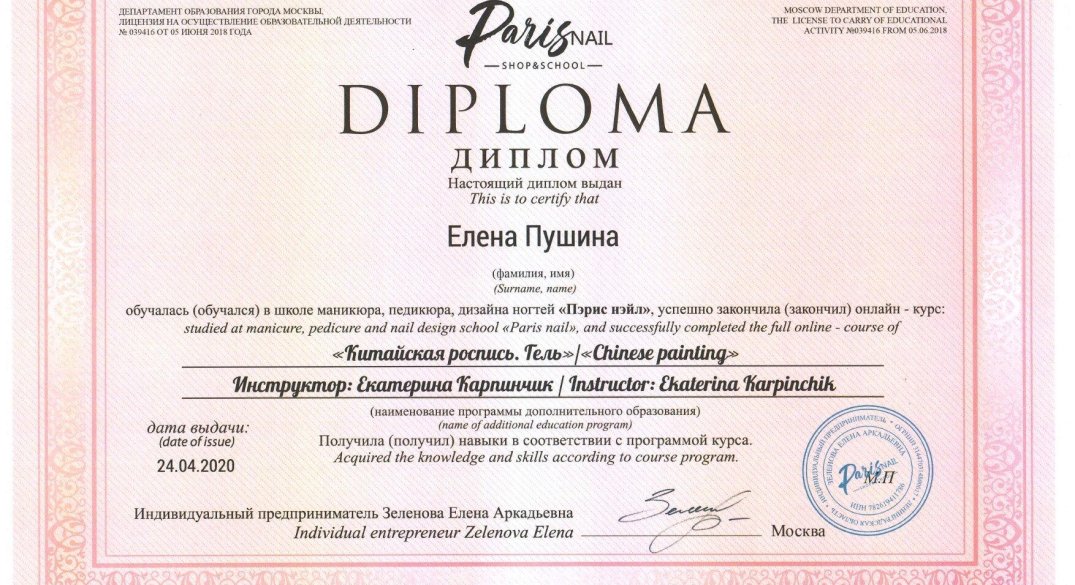 ДЕПАРТАМЕНТ ОБРАЗОВАНИЯ ГОРОДА МОСКВЫ,
ЛИЦЕНЗИЯ НА ОСУЩЕСТВЛЕНИЕ ОБРАЗОВАТЕЛЬНОЙ ДЕЯТЕЛЬНОСТИ
№ 039416 ОТ 05 ИЮНЯ 2018 ГОДА
MOSCOW DEPARTMENT OF EDUCATION,
THE LICENSE TO CARRY OF EDUCATIONAL
ACTIVITY №039416 FROM 05.06.2018
Paris NAIL
SHOP&SCHOOL
DIPLOMA
ДИПЛОМ
Настоящий диплом выдан
This is to certify that
Елена Пушина
(фамилия, имя)
(Surname, name)
обучалась (обучался) в школе маникюра, педикюра, дизайна ногтей «Пэрис нэйл», успешно закончила (закончил) онлайн - курс:
studied at manicure, pedicure and nail design school «Paris nail», and successfully completed the full online - course of
«Китайская роспись. Гель»/«Chinese painting»
Инструктор: Екатерина Карпинчик / Instructor: Ekaterina Karpinchik
(наименование программы дополнительного образования)
(name of additional education program)
дата выдачи:
(date of issue)
24.04.2020
Получила (получил) навыки в соответствии с программой курса.
Acquired the knowledge and skills according to course program.
ИНДИВИДУАЛЬНЫЙ ПРЕДПРИНИМАТЕЛЬ
ЗЕЛЕНОВА ЕЛЕНА АРКАДЬЕВНА
Paris NAIL
М.П
Индивидуальный предприниматель Зеленова Елена Аркадьевна
Individual entrepreneur Zelenova Elena
Москва